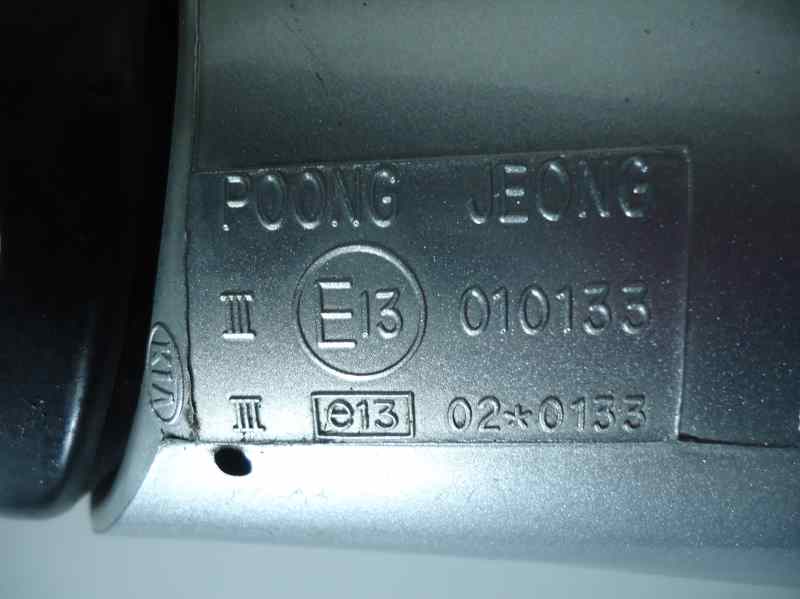 POONG JEONG
III E13 010133
KIA
III e13 02*0133